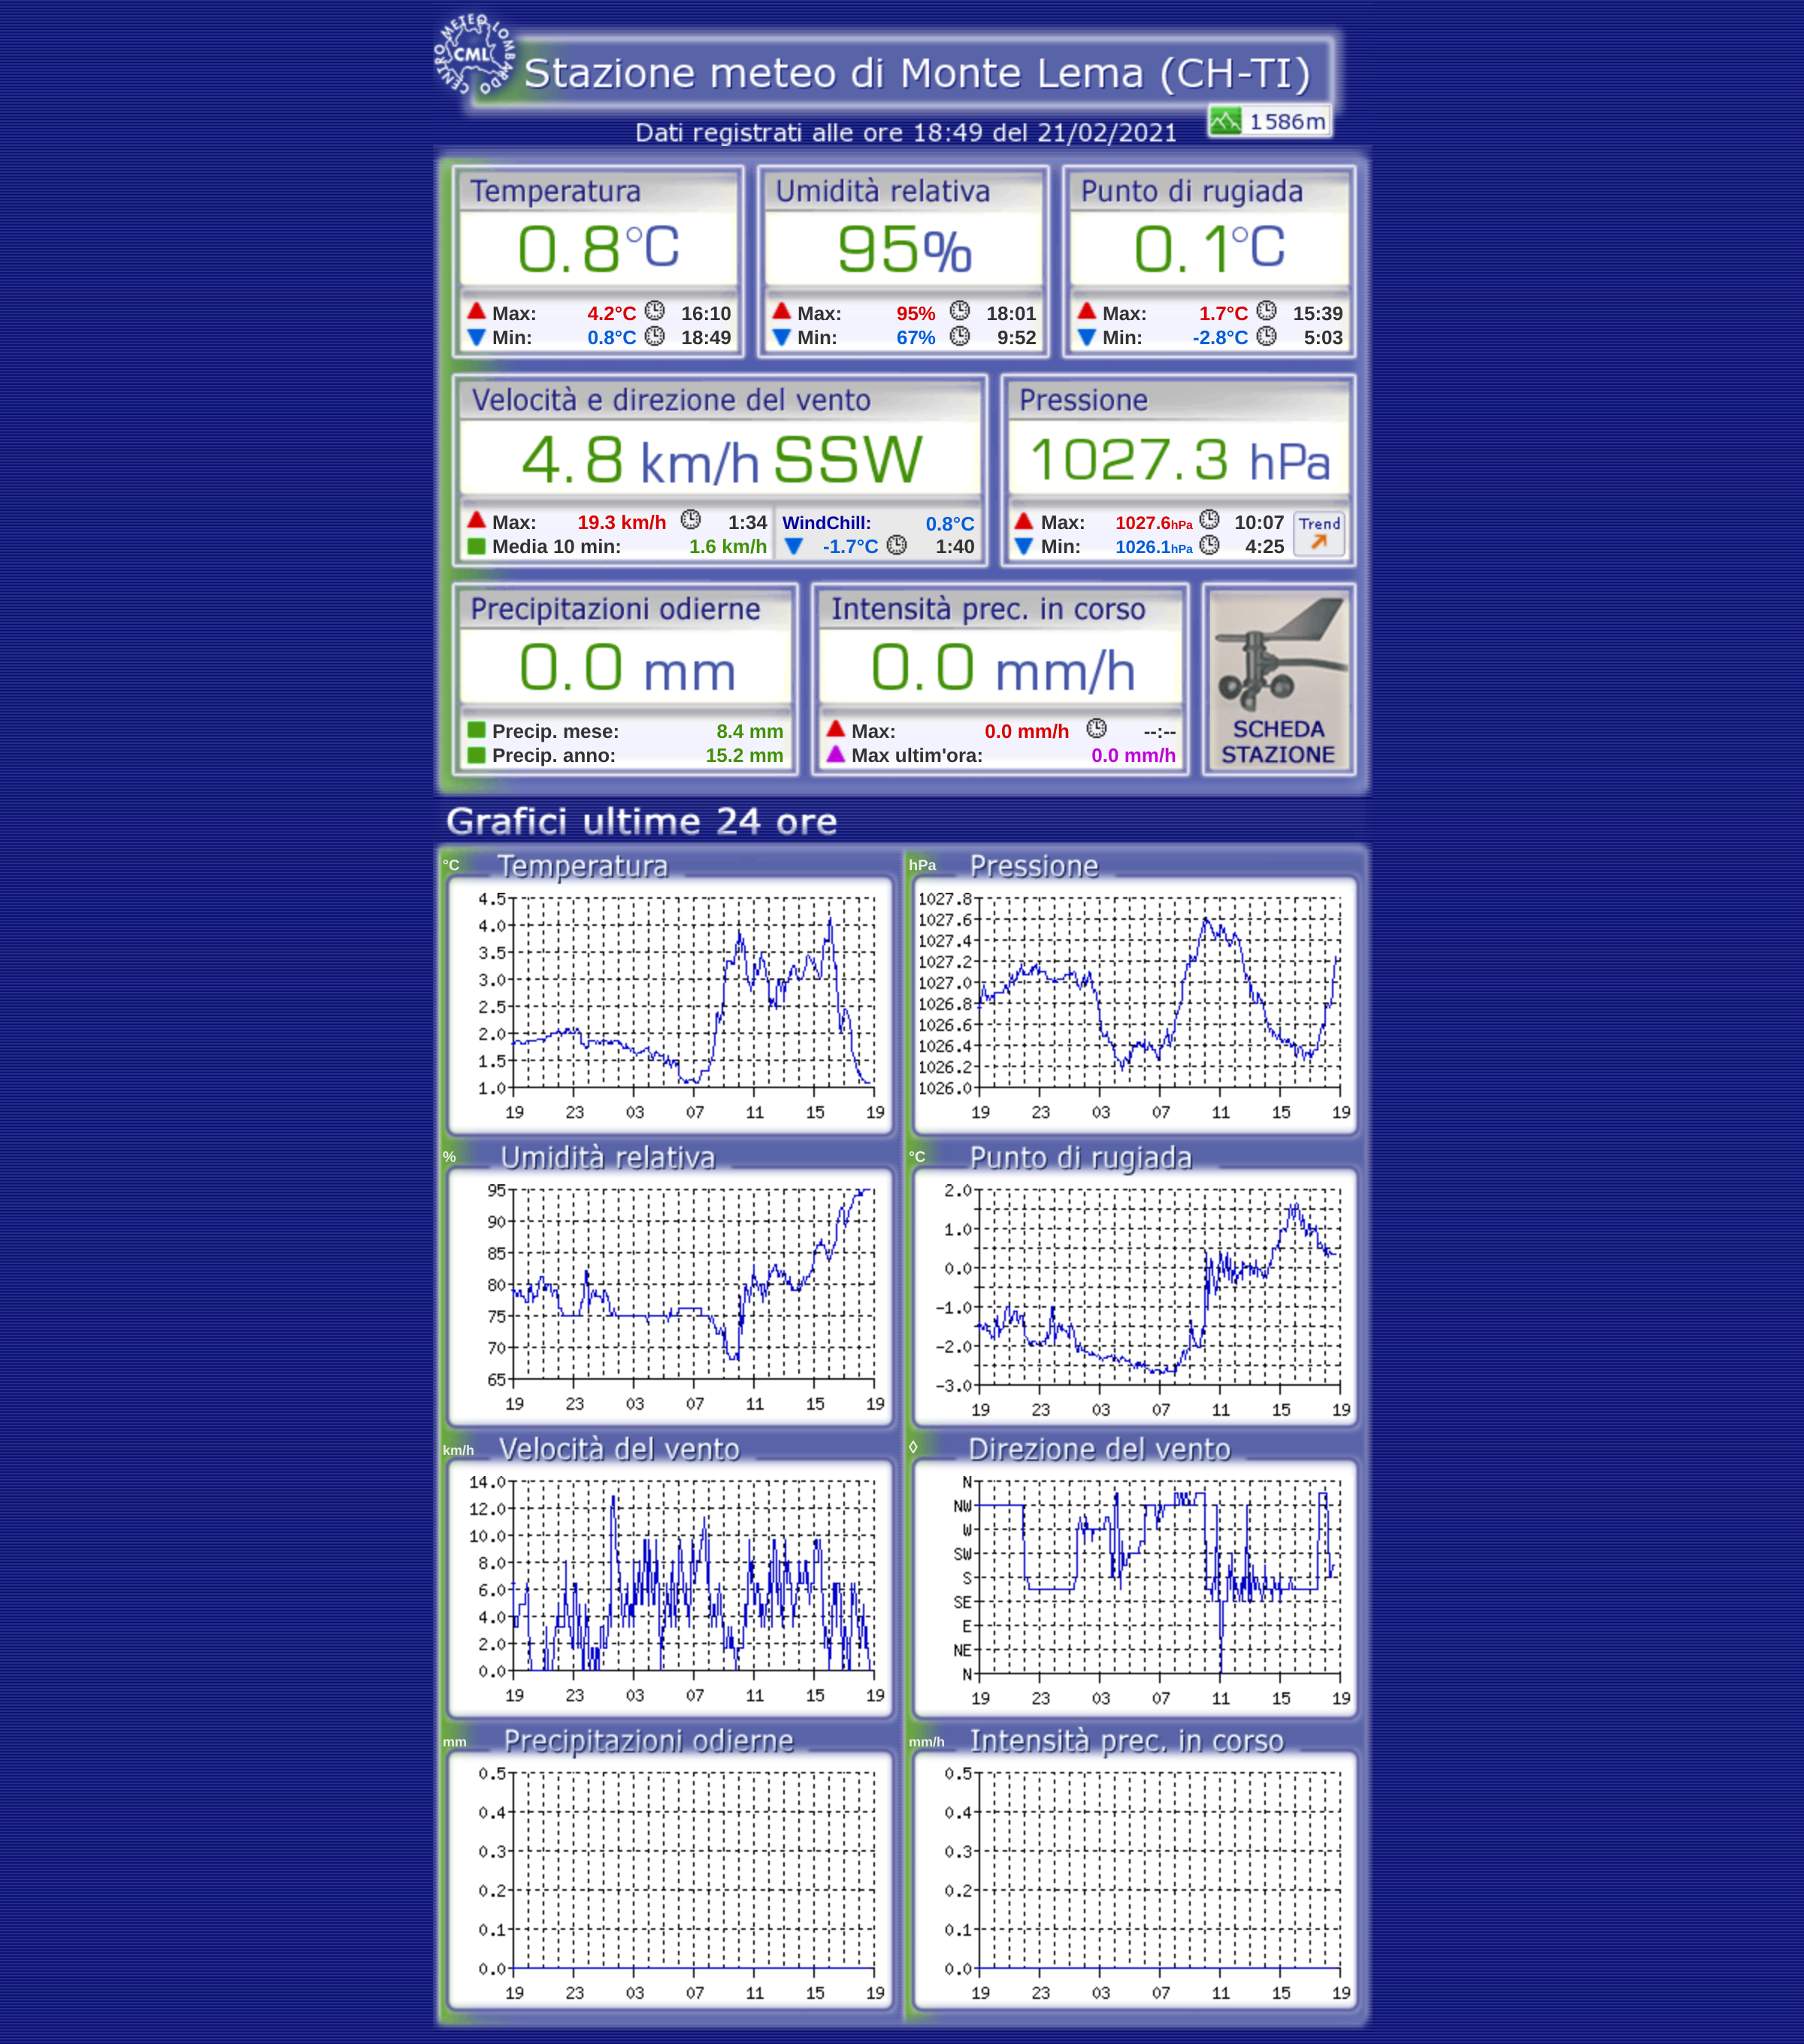 CENTRO METEO LOMBARDO
CML
Stazione meteo di Monte Lema (CH-TI)
1586m
Dati registrati alle ore 18:49 del 21/02/2021
Temperatura Umidità relativa Punto di rugiada
0.8°C 95% 0.1°C
Max: 4.2°C 16:10 Max: 95% 18:01 Max: 1.7°C 15:39
Min: 0.8°C 18:49 Min: 67% 9:52 Min: -2.8°C 5:03
Velocità e direzione del vento Pressione
4.8 km/h SSW 1027.3 hPa
Max: 19.3 km/h 1:34 WindChill: 0.8°C Max: 1027.6hPa 10:07 Trend
Media 10 min: 1.6 km/h -1.7°C 1:40 Min: 1026.1hPa 4:25
Precipitazioni odierne Intensità prec. in corso
0.0 mm 0.0 mm/h
Precip. mese: 8.4 mm Max: 0.0 mm/h --:-- SCHEDA
Precip. anno: 15.2 mm Max ultim'ora: 0.0 mm/h STAZIONE
Grafici ultime 24 ore
°C Temperatura hPa Pressione
4.5 1027.8
4.0 1027.6
3.5 1027.4
3.0 1027.2
2.5 1027.0
2.0 1026.8
1.5 1026.6
1.0 1026.4
1026.2
1026.0
19 23 03 07 11 15 19 19 23 03 07 11 15 19
% Umidità relativa °C Punto di rugiada
95 2.0
90 1.0
85 0.0
80 -1.0
75 -2.0
70 -3.0
65
19 23 03 07 11 15 19 19 23 03 07 11 15 19
km/h Velocità del vento ◊ Direzione del vento
14.0 N
12.0 NW
10.0 W
8.0 SW
6.0 S
4.0 SE
2.0 E
0.0 NE
N
19 23 03 07 11 15 19 19 23 03 07 11 15 19
mm Precipitazioni odierne mm/h Intensità prec. in corso
0.5 0.5
0.4 0.4
0.3 0.3
0.2 0.2
0.1 0.1
0.0 0.0
19 23 03 07 11 15 19 19 23 03 07 11 15 19